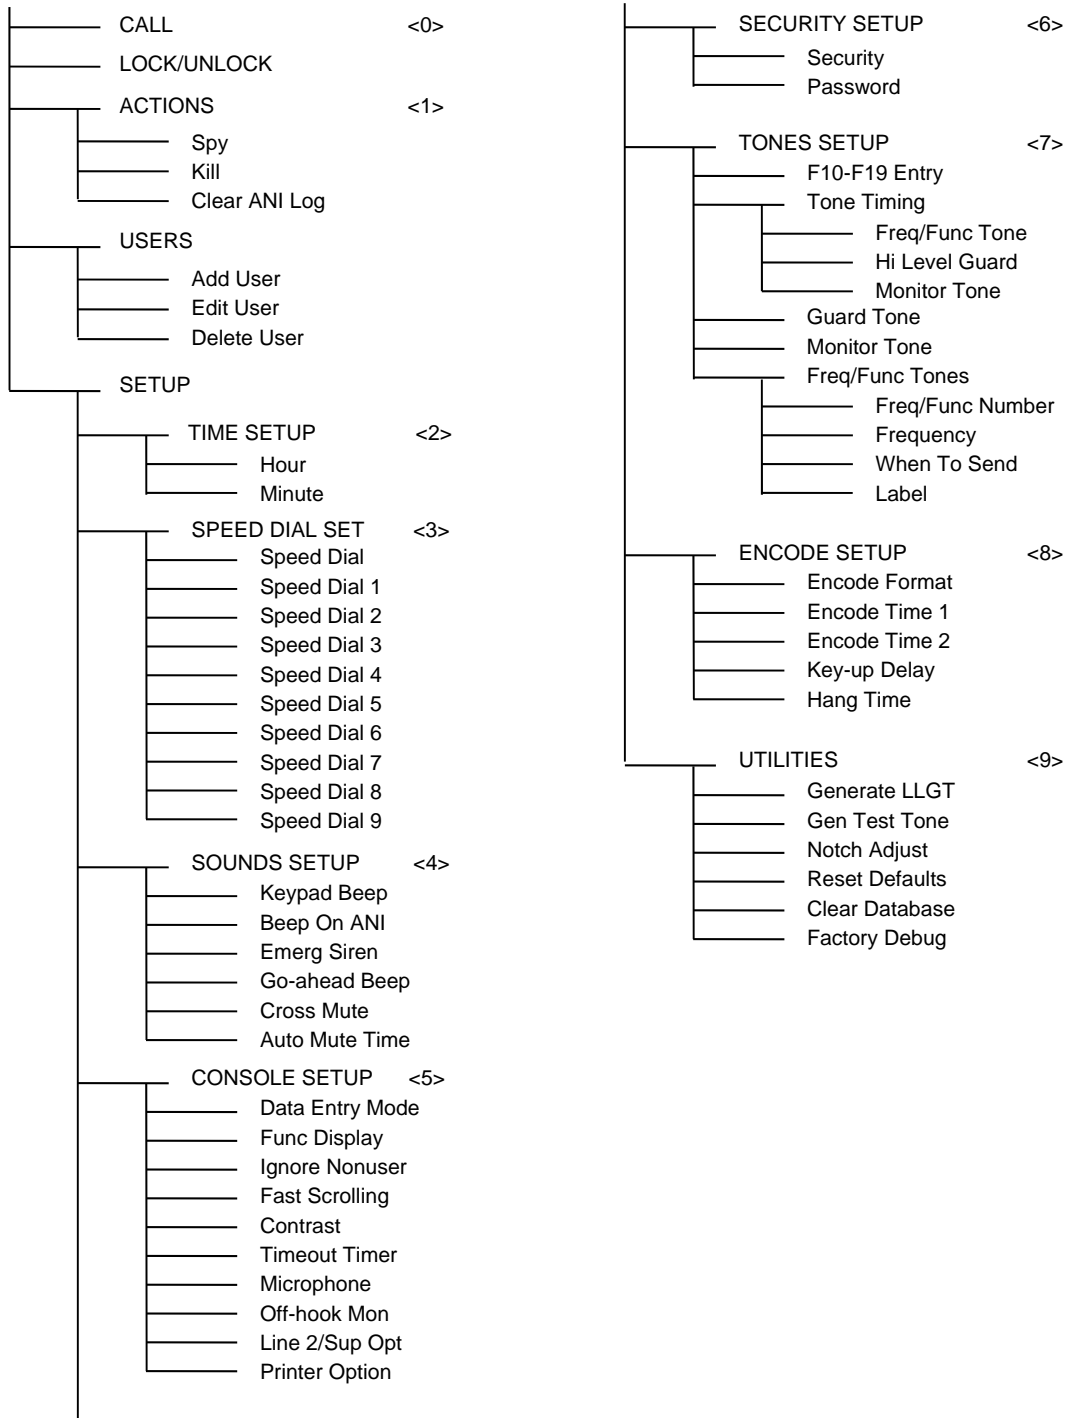 CALL <0>
LOCK/UNLOCK
ACTIONS <1>
Spy
Kill
Clear ANI Log
USERS
Add User
Edit User
Delete User
SETUP
TIME SETUP <2>
Hour
Minute
SPEED DIAL SET <3>
Speed Dial
Speed Dial 1
Speed Dial 2
Speed Dial 3
Speed Dial 4
Speed Dial 5
Speed Dial 6
Speed Dial 7
Speed Dial 8
Speed Dial 9
SOUNDS SETUP <4>
Keypad Beep
Beep On ANI
Emerg Siren
Go-ahead Beep
Cross Mute
Auto Mute Time
CONSOLE SETUP <5>
Data Entry Mode
Func Display
Ignore Nonuser
Fast Scrolling
Contrast
Timeout Timer
Microphone
Off-hook Mon
Line 2/Sup Opt
Printer Option
SECURITY SETUP <6>
Security
Password
TONES SETUP <7>
F10-F19 Entry
Tone Timing
Freq/Func Tone
Hi Level Guard
Monitor Tone
Guard Tone
Monitor Tone
Freq/Func Tones
Freq/Func Number
Frequency
When To Send
Label
ENCODE SETUP <8>
Encode Format
Encode Time 1
Encode Time 2
Key-up Delay
Hang Time
UTILITIES <9>
Generate LLGT
Gen Test Tone
Notch Adjust
Reset Defaults
Clear Database
Factory Debug